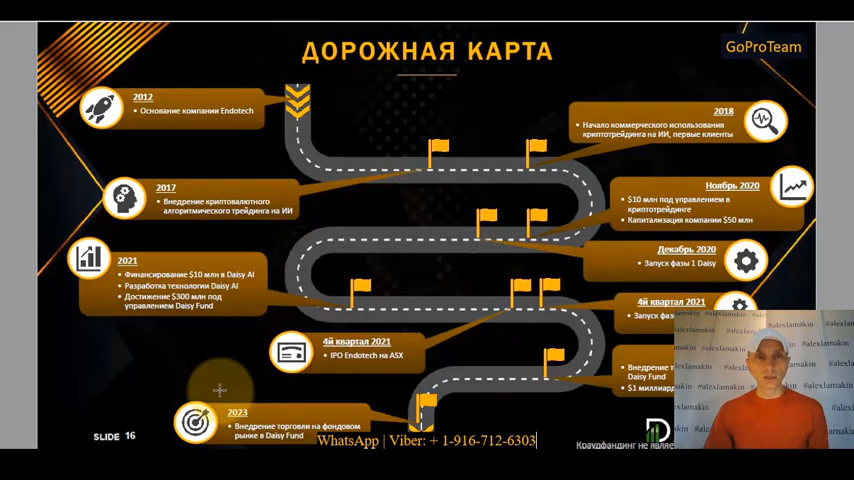 ДОРОЖНАЯ КАРТА
GoProTeam
2012
Основание компании Endotech
2018
Начало коммерческого использования
криптотрейдинга на ИИ, первые клиенты
2017
Внедрение криптовалютного
алгоритмического трейдинга на ИИ
Ноябрь 2020
$10 млн под управлением в
криптотрейдинге
Капитализация компании $50 млн
Декабрь 2020
Запуск фазы 1 Daisy
2021
Финансирование $10 млн в Daisy AI
Разработка технологии Daisy AI
Достижение $300 млн под
управлением Daisy Fund
4й квартал 2021
Запуск
4й квартал 2021
IPO Endotech на ASX
Внедрение
Daisy Fund
$1
2023
Внедрение торговли на фондовом
рынке в Daisy Fund
SLIDE 16
WhatsApp | Viber: + 1-916-712-6303
Краудфандинг не
#alexlamakin